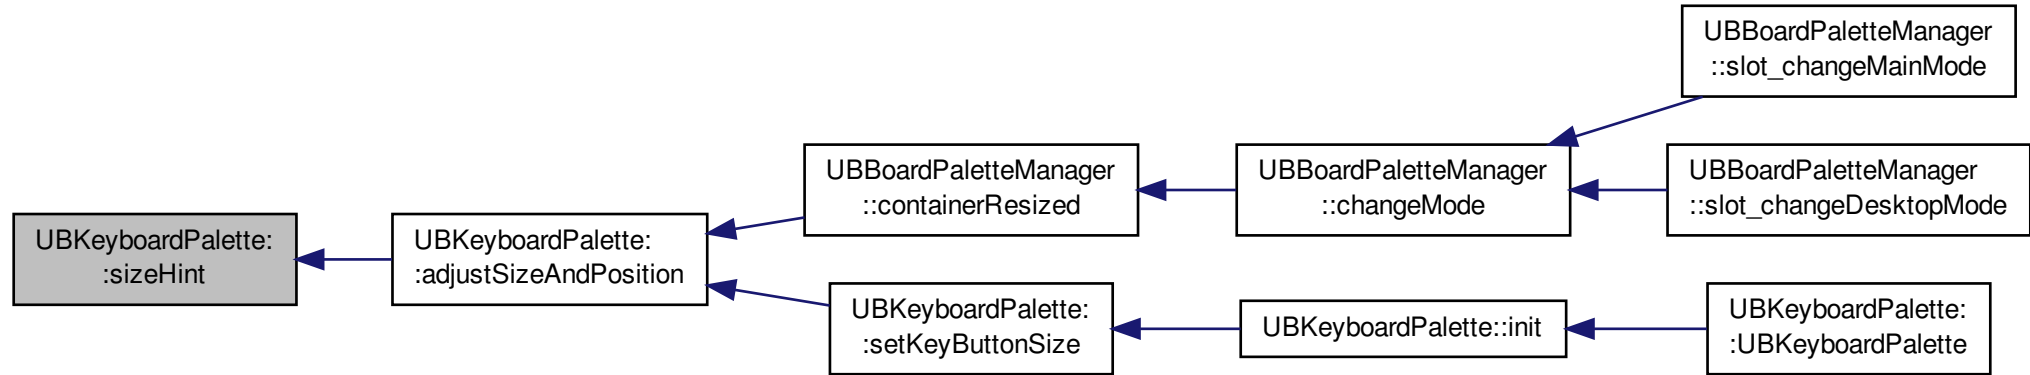 UBKeyboardPalette:
:sizeHint
UBKeyboardPalette:
:adjustSizeAndPosition
UBBoardPaletteManager
::containerResized
UBBoardPaletteManager
::changeMode
UBBoardPaletteManager
::slot_changeMainMode
UBBoardPaletteManager
::slot_changeDesktopMode
UBKeyboardPalette:
:setKeyButtonSize
UBKeyboardPalette::init
UBKeyboardPalette:
:UBKeyboardPalette